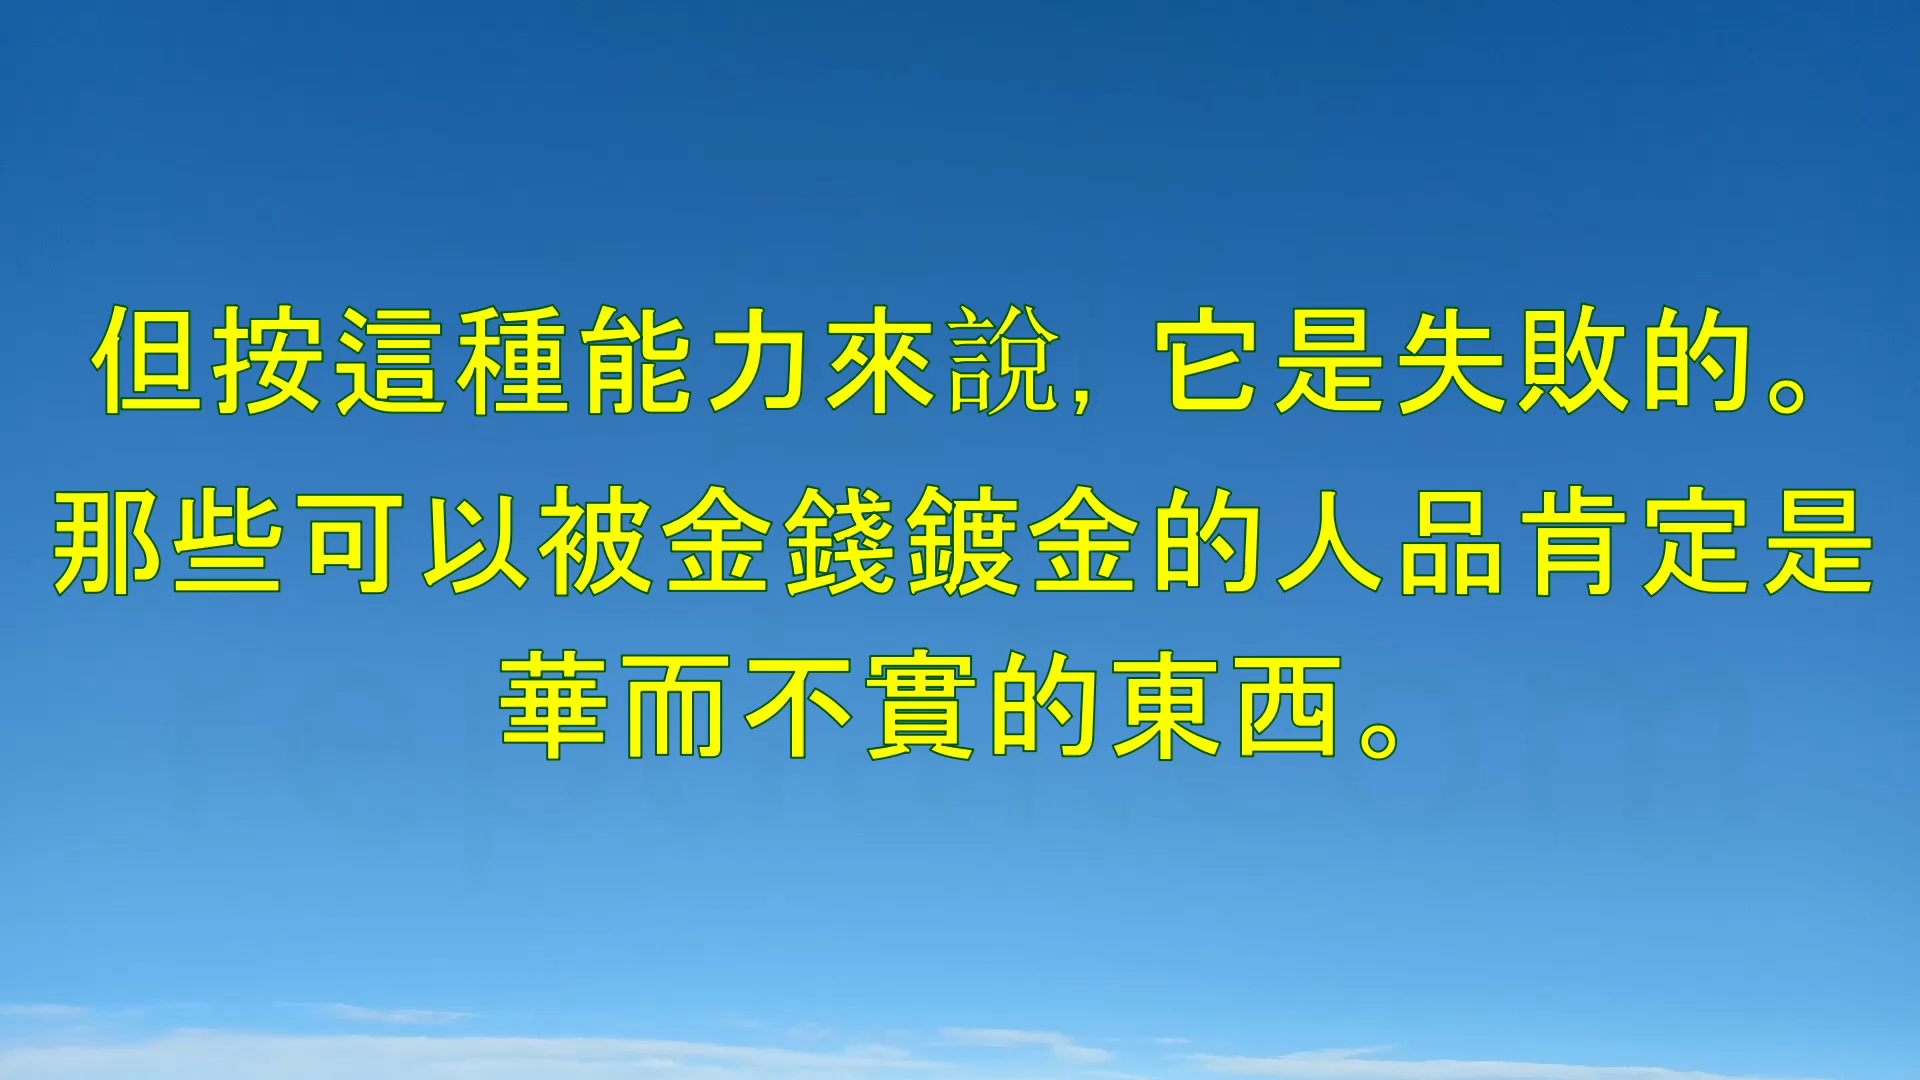 但按這種能力來說, 它是失敗的。
那些可以被金錢鍍金的人品肯定是
華而不實的東西。